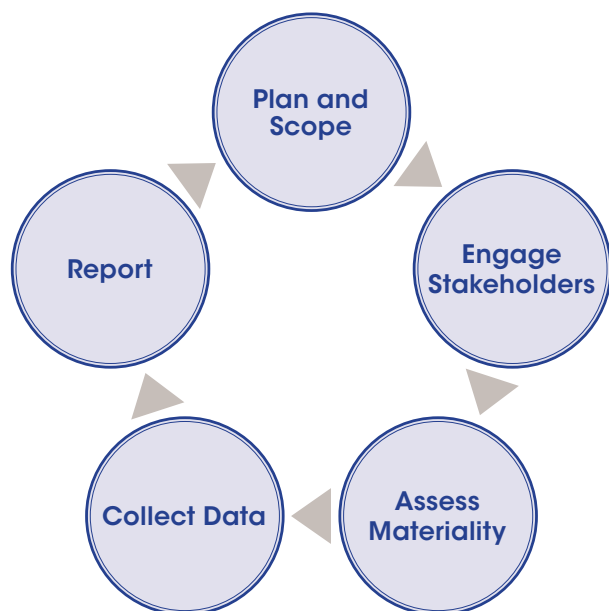 Plan and
Scope
Engage
Stakeholders
Assess
Materiality
Collect Data
Report